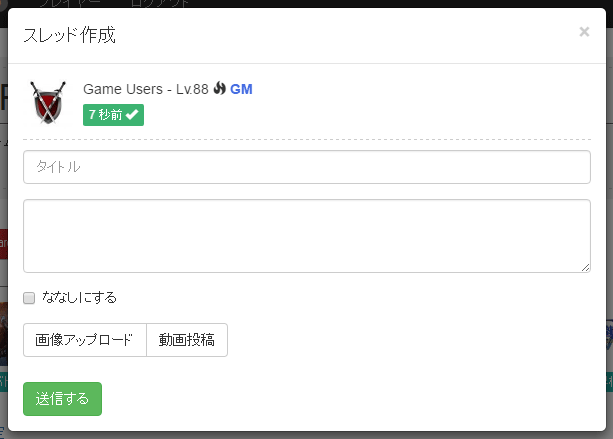 プレイヤー ログアウト
スレッド作成
×
Game Users - Lv.88 GM
7 秒前
タイトル
ななしにする
画像アップロード 動画投稿
送信する